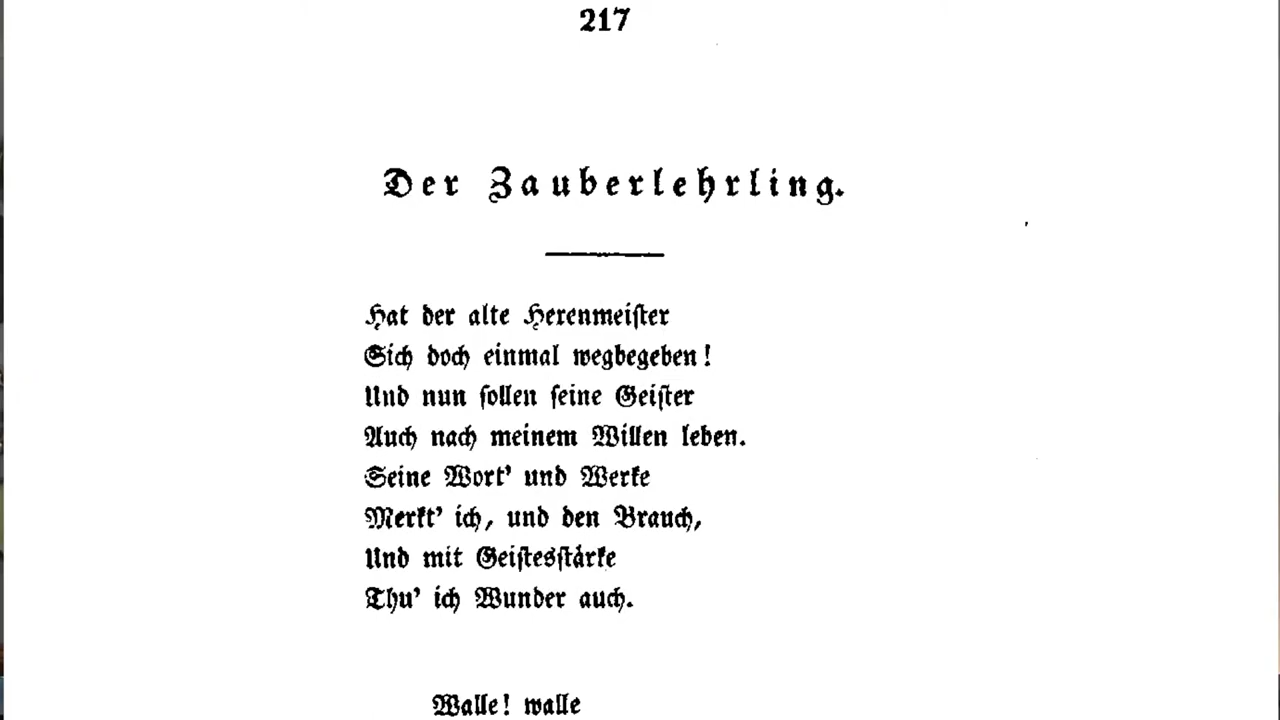 217
Der Zauberlehrling.
Hat der alte Hexenmeister
Sich doch einmal wegbegeben!
Und nun sollen seine Geister
Auch nach meinem Willen leben.
Seine Wort’ und Werke
Merkt’ ich, und den Brauch,
Und mit Geistesstärke
Thu’ ich Wunder auch.
Walle! walle